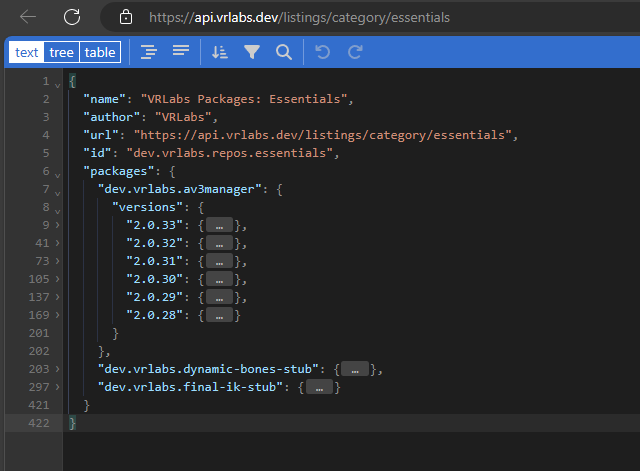 https://api.vrlabs.dev/listings/category/essentials
text tree table
1 {
2 "name": "VRLabs Packages: Essentials",
3 "author": "VRLabs",
4 "url": "https://api.vrlabs.dev/listings/category/essentials",
5 "id": "dev.vrlabs.repos.essentials",
6 "packages": {
7 "dev.vrlabs.av3manager": {
8 "versions": {
9 "2.0.33": { … },
41 "2.0.32": { … },
73 "2.0.31": { … },
105 "2.0.30": { … },
137 "2.0.29": { … },
169 "2.0.28": { … }
201 }
202 },
203 "dev.vrlabs.dynamic-bones-stub": { … },
297 "dev.vrlabs.final-ik-stub": { … }
421 }
422 }